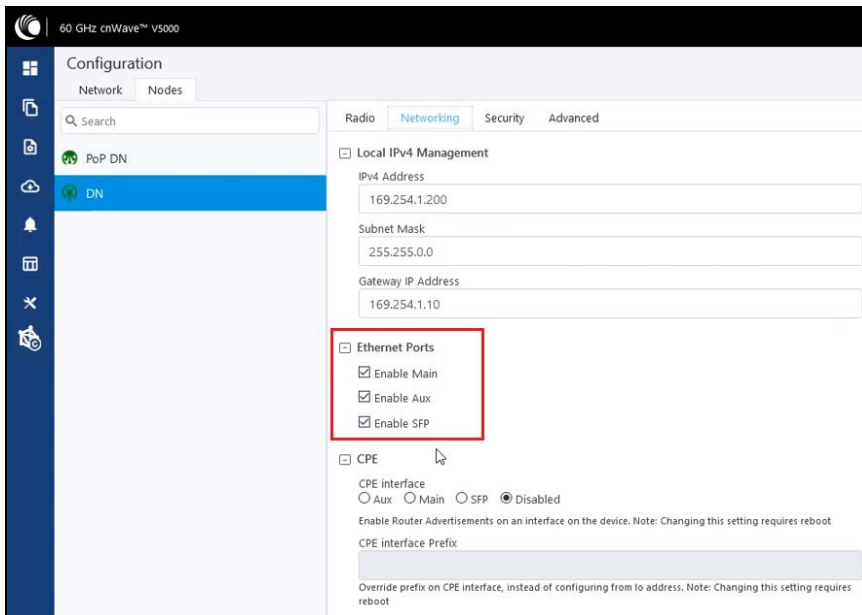 60 GHz cnWave™ V5000
Configuration
Network Nodes
Search
PoP DN
DN
Radio Networking Security Advanced
Local IPv4 Management
IPv4 Address
169.254.1.200
Subnet Mask
255.255.0.0
Gateway IP Address
169.254.1.10
Ethernet Ports
Enable Main
Enable Aux
Enable SFP
CPE
CPE interface
Aux Main SFP Disabled
Enable Router Advertisements on an interface on the device. Note: Changing this setting requires reboot
CPE interface Prefix
Override prefix on CPE interface, instead of configuring from lo address. Note: Changing this setting requires
reboot